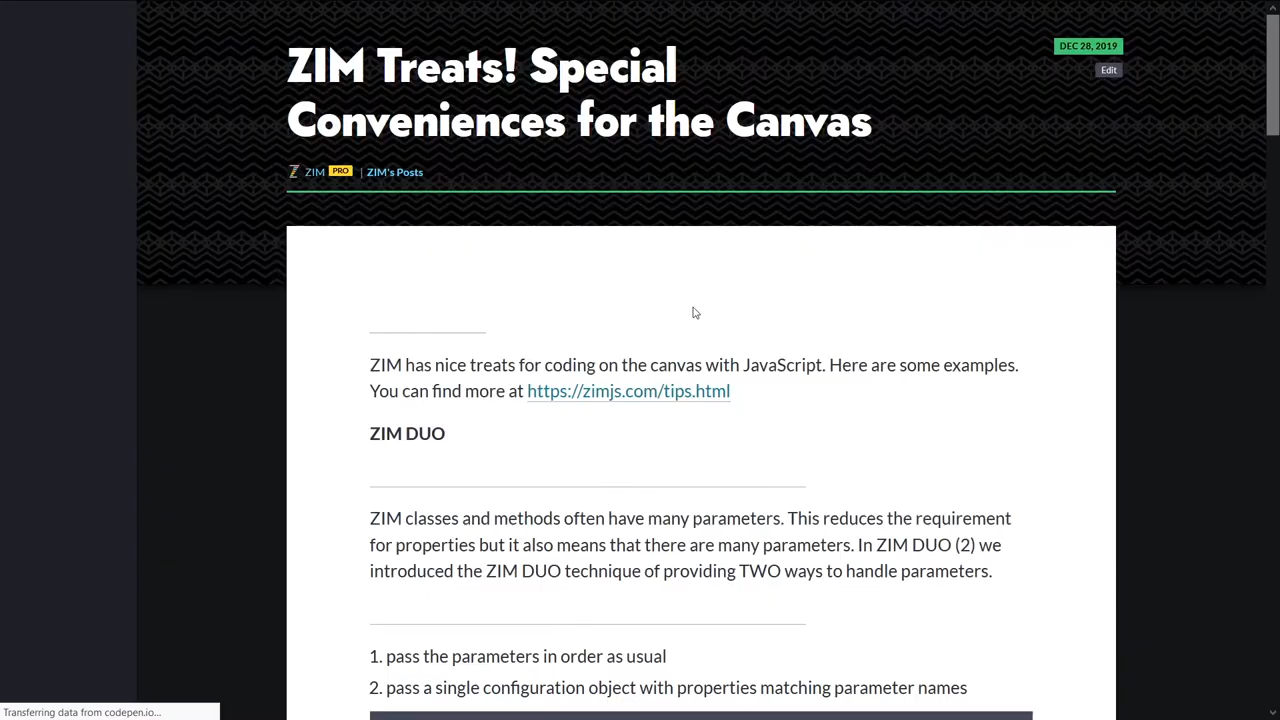 ZIM Treats! Special
Conveniences for the Canvas
DEC 28, 2019
Edit
ZIM PRO | ZIM's Posts
ZIM has nice treats for coding on the canvas with JavaScript. Here are some examples.
You can find more at https://zimjs.com/tips.html
ZIM DUO
ZIM classes and methods often have many parameters. This reduces the requirement
for properties but it also means that there are many parameters. In ZIM DUO (2) we
introduced the ZIM DUO technique of providing TWO ways to handle parameters.
1. pass the parameters in order as usual
2. pass a single configuration object with properties matching parameter names
Transferring data from codepen.io...